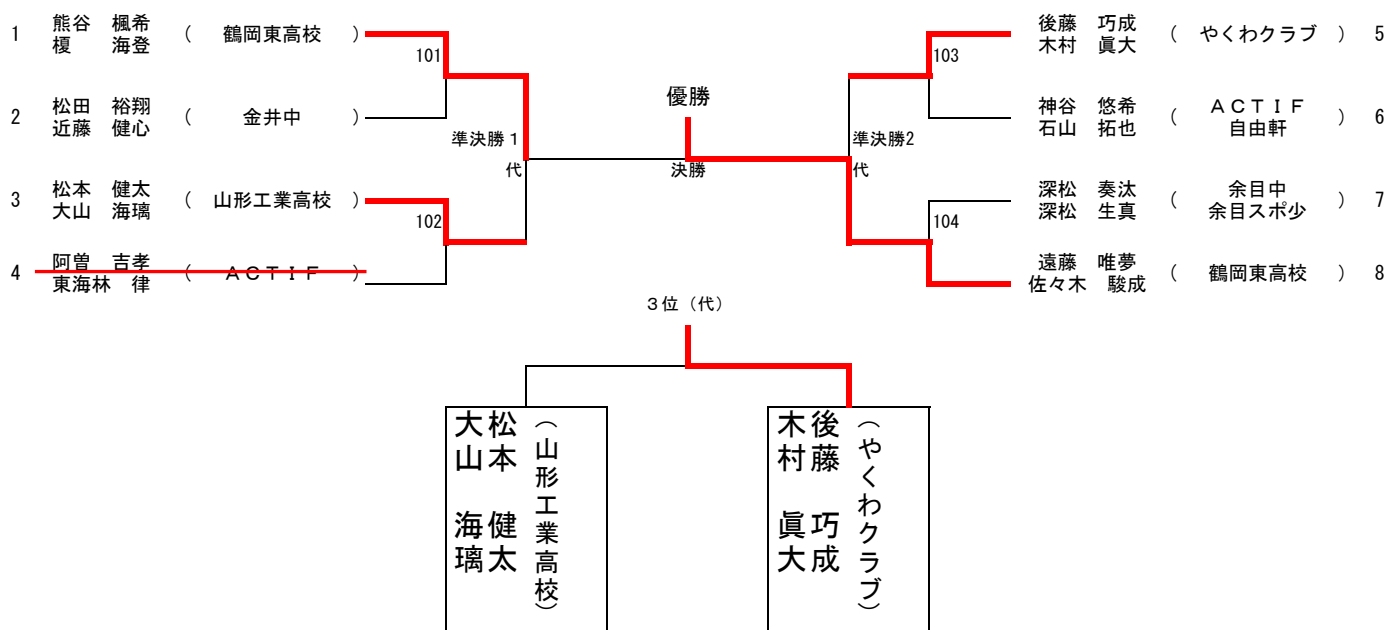 1 熊谷 楓希 ( 鶴岡東高校 )
榎 海登
101
2 松田 裕翔 ( 金井中 )
近藤 健心
準決勝1
代
3 松本 健太 ( 山形工業高校 )
大山 海璃
102
4 阿曽 吉孝 ( ACTIF )
東海林 律
優勝
決勝
後藤 巧成 ( やくわクラブ ) 5
木村 眞大
103
神谷 悠希 ( ACTIF ) 6
石山 拓也 自由軒
準決勝2
代
深松 奏汰 ( 余目中 ) 7
深松 生真 余目スポ少
104
遠藤 唯夢 ( 鶴岡東高校 ) 8
佐々木 駿成
3位(代)
松本 健太
大山 海璃
(山形工業高校)
後藤 巧成
木村 眞大
(やくわクラブ)